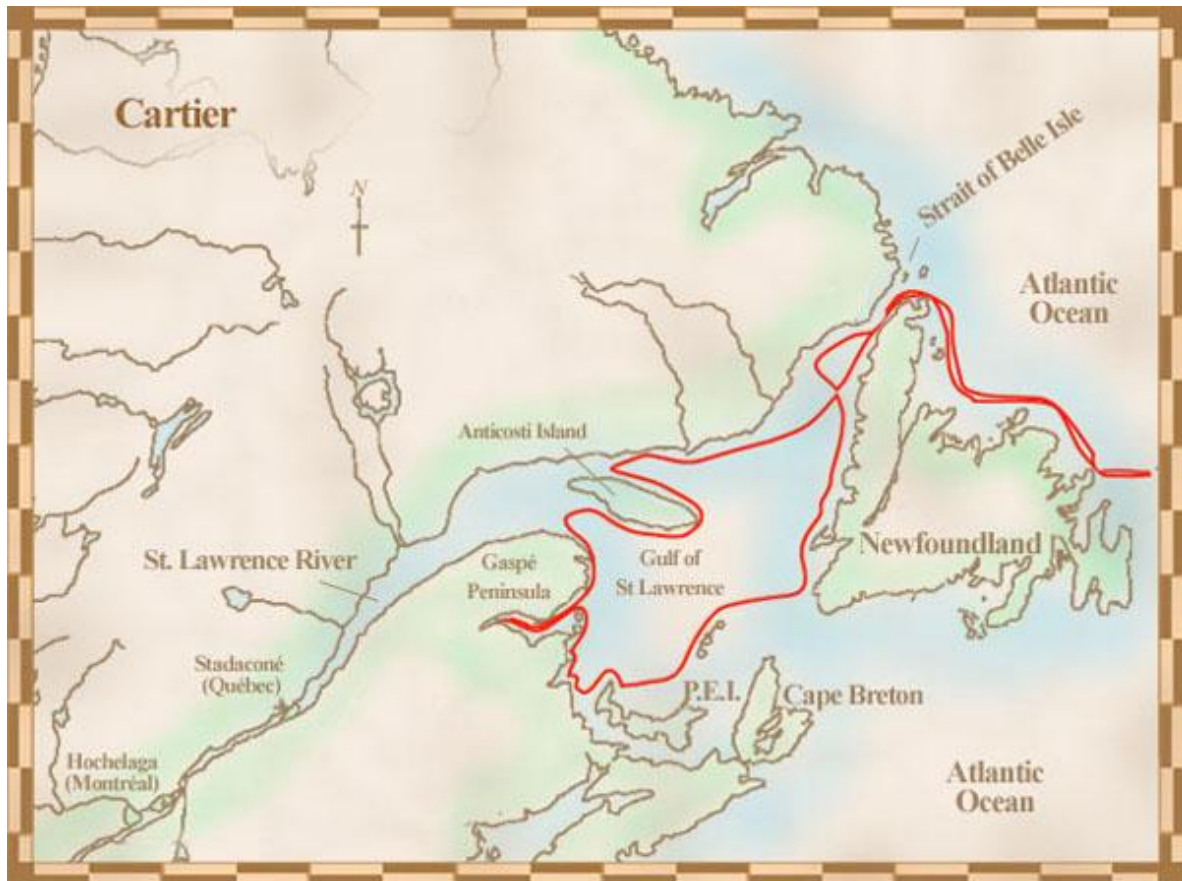 Cartier
N
Strait of Belle Isle
Atlantic
Ocean
Anticosti Island
St. Lawrence River
Gaspé
Peninsula
Gulf of
St Lawrence
Newfoundland
Stadaconé
(Québec)
P.E.I.
Cape Breton
Hochelaga
(Montréal)
Atlantic
Ocean